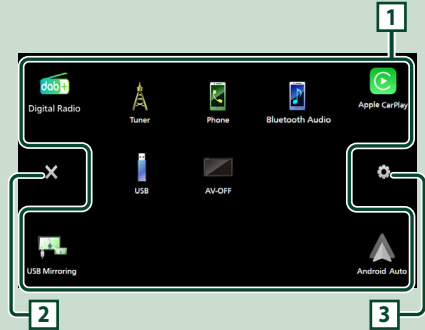 1
dab+
Digital Radio
Tuner
Phone
Bluetooth Audio
Apple CarPlay
USB
AV-OFF
USB Mirroring
Android Auto
2
3